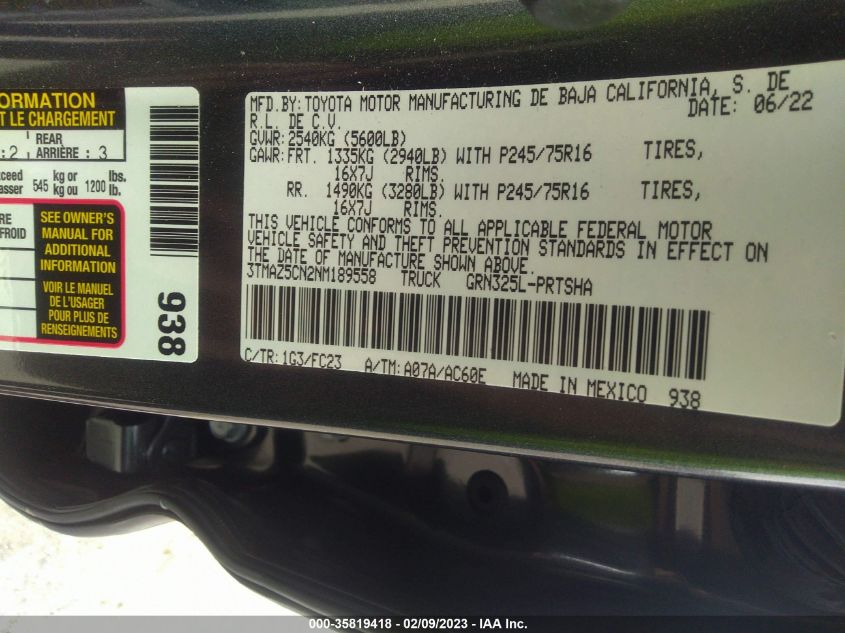 ORMATION
T LE CHARGEMENT
: 2 REAR ARRIÈRE : 3
xceed kg or lbs.
asser 545 kg ou 1200 lb.
RE
FROID
SEE OWNER'S
MANUAL FOR
ADDITIONAL
INFORMATION
VOIR LE MANUEL
DE L'USAGER
POUR PLUS DE
RENSEIGNEMENTS
938
MFD.BY:TOYOTA MOTOR MANUFACTURING DE BAJA CALIFORNIA, S. DE
R.L. DE C.V. DATE: 06/22
GVWR:2540KG (5600LB)
GAWR:FRT. 1335KG (2940LB) WITH P245/75R16 TIRES,
16X7J RIMS.
RR. 1490KG (3280LB) WITH P245/75R16 TIRES,
16X7J RIMS.
THIS VEHICLE CONFORMS TO ALL APPLICABLE FEDERAL MOTOR
VEHICLE SAFETY AND THEFT PREVENTION STANDARDS IN EFFECT ON
THE DATE OF MANUFACTURE SHOWN ABOVE.
3TMAZ5CN2NM189558 TRUCK GRN325L-PRTSHA
C/TR:1G3/FC23 A/TM:A07A/AC60E MADE IN MEXICO 938
000-35819418 - 02/09/2023 - IAA Inc.